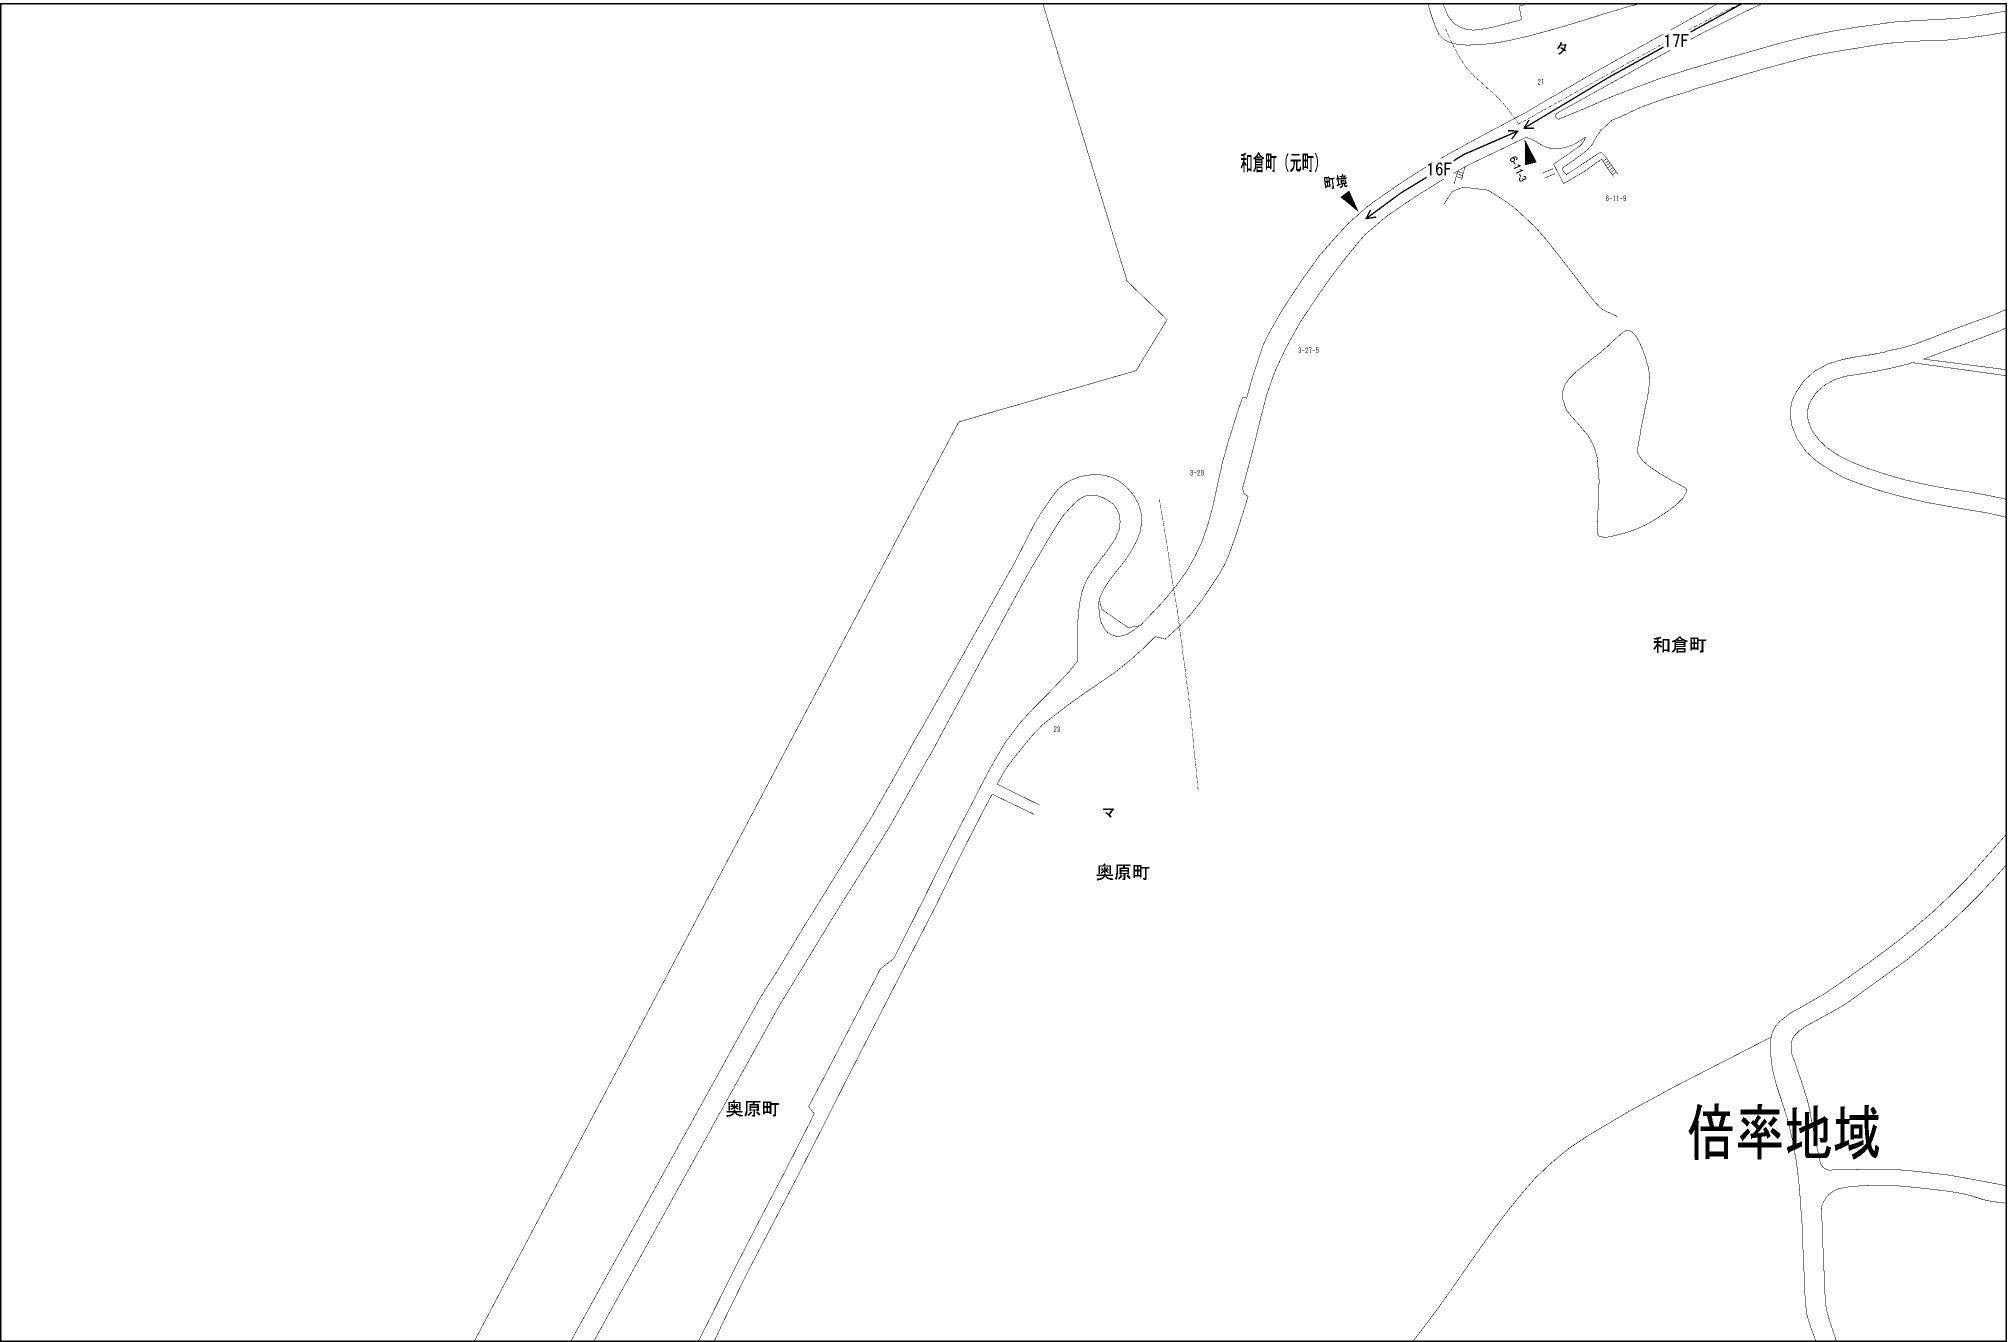 17F
タ
21
和倉町（元町）
町境
16F
6-11-3
6-11-9
3-27-5
3-28
和倉町
23
マ
奥原町
奥原町
倍率地域